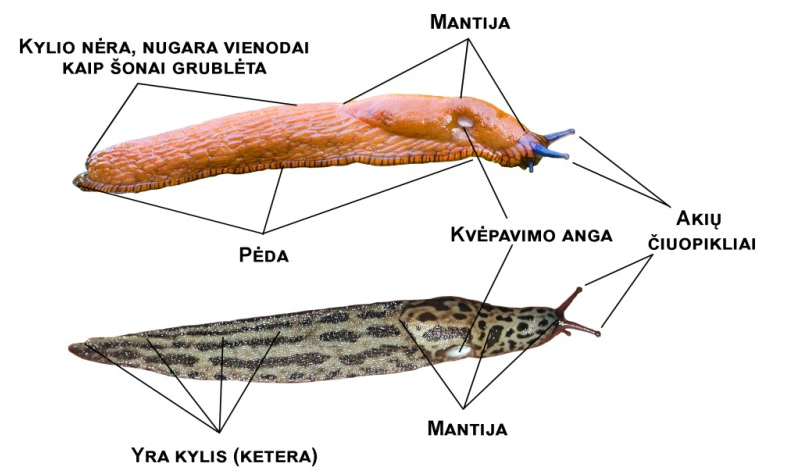 Mantija
Kylio nėra, nugara vienodai
kaip šonai grublėta
Pėda
Kvėpavimo anga
Akių
čiuopikliai
Mantija
Yra kylis (ketera)